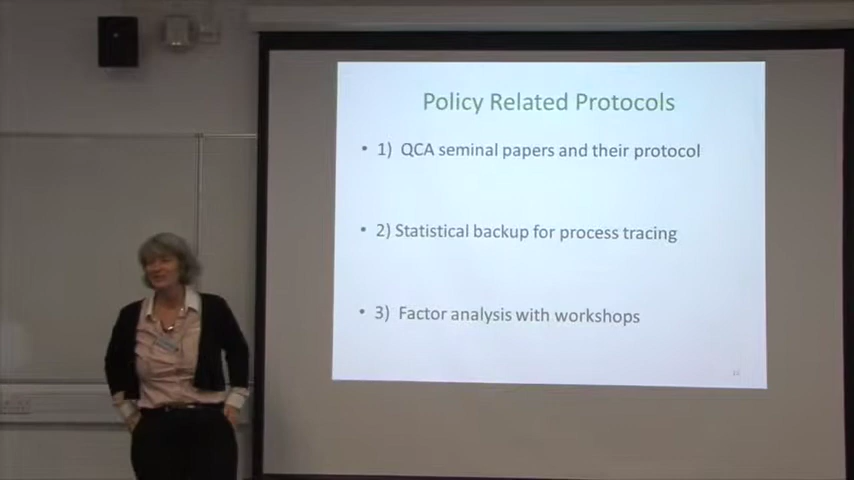 Policy Related Protocols
• 1) QCA seminal papers and their protocol
• 2) Statistical backup for process tracing
• 3) Factor analysis with workshops